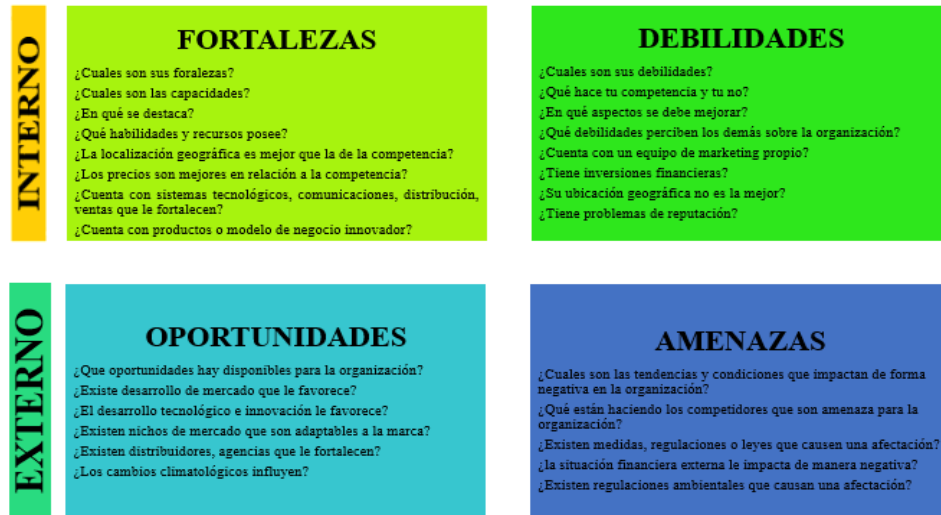 INTERNO
FORTALEZAS
¿Cuales son sus foralezas?
¿Cuales son las capacidades?
¿En qué se destaca?
¿Qué habilidades y recursos posee?
¿La localización geográfica es mejor que la de la competencia?
¿Los precios son mejores en relación a la competencia?
¿Cuenta con sistemas tecnológicos, comunicaciones, distribución,
ventas que le fortalecen?
¿Cuenta con productos o modelo de negocio innovador?
DEBILIDADES
¿Cuales son sus debilidades?
¿Qué hace tu competencia y tu no?
¿En qué aspectos se debe mejorar?
¿Qué debilidades perciben los demás sobre la organización?
¿Cuenta con un equipo de marketing propio?
¿Tiene inversiones financieras?
¿Su ubicación geográfica no es la mejor?
¿Tiene problemas de reputación?
EXTERNO
OPORTUNIDADES
¿Que oportunidades hay disponibles para la organización?
¿Existe desarrollo de mercado que le favorece?
¿El desarrollo tecnológico e innovación le favorece?
¿Existen nichos de mercado que son adaptables a la marca?
¿Existen distribuidores, agencias que le fortalecen?
¿Los cambios climatológicos influyen?
AMENAZAS
¿Cuales son las tendencias y condiciones que impactan de forma
negativa en la organización?
¿Qué están haciendo los competidores que son amenaza para la
organización?
¿Existen medidas, regulaciones o leyes que causen una afectación?
¿la situación financiera externa le impacta de manera negativa?
¿Existen regulaciones ambientales que causan una afectación?